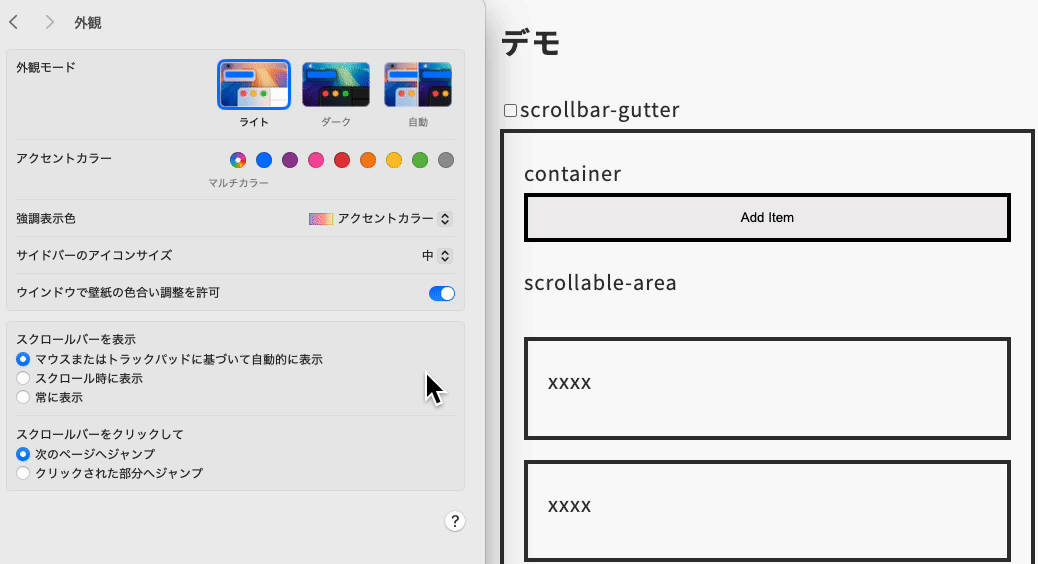 外観
外観モード
ライト
ダーク
自動
アクセントカラー
マルチカラー
強調表示色
アクセントカラー
サイドバーのアイコンサイズ
中
ウインドウで壁紙の色合い調整を許可
スクロールバーを表示
マウスまたはトラックパッドに基づいて自動的に表示
スクロール時に表示
常に表示
スクロールバーをクリックして
次のページへジャンプ
クリックされた部分へジャンプ
?
デモ
scrollbar-gutter
container
Add Item
scrollable-area
xxxx
xxxx